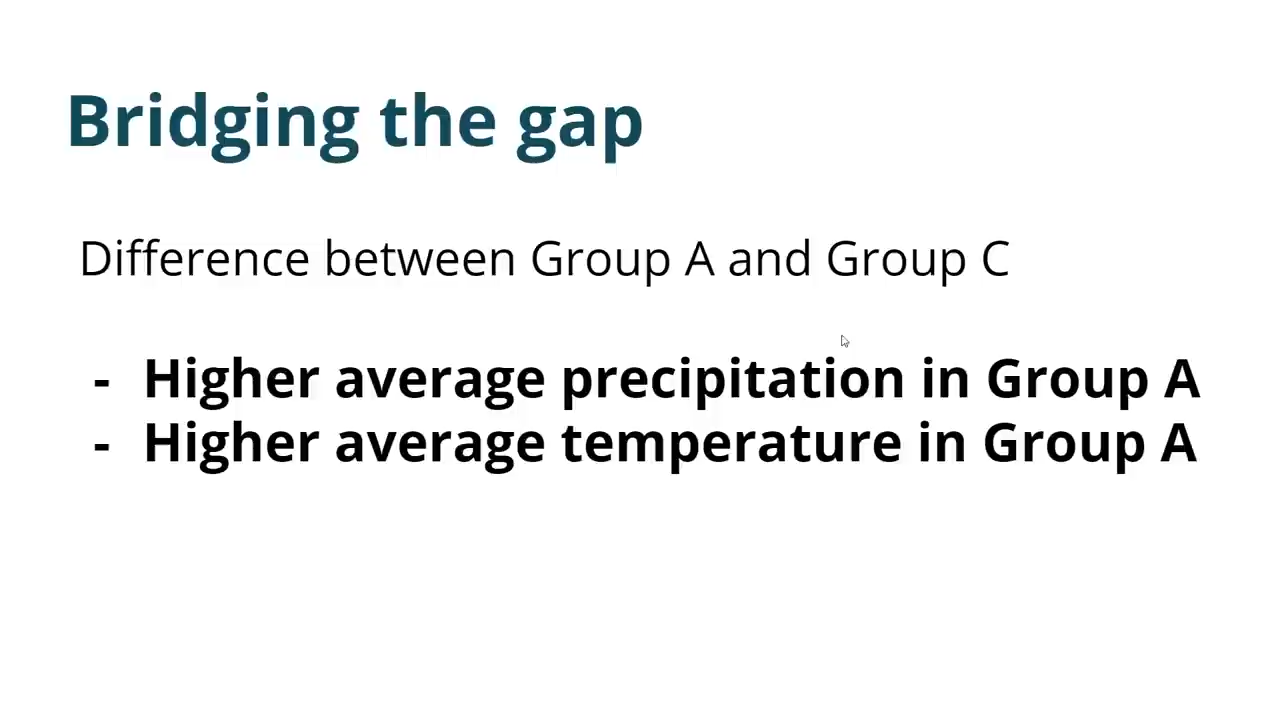 Bridging the gap
Difference between Group A and Group C
- Higher average precipitation in Group A
- Higher average temperature in Group A